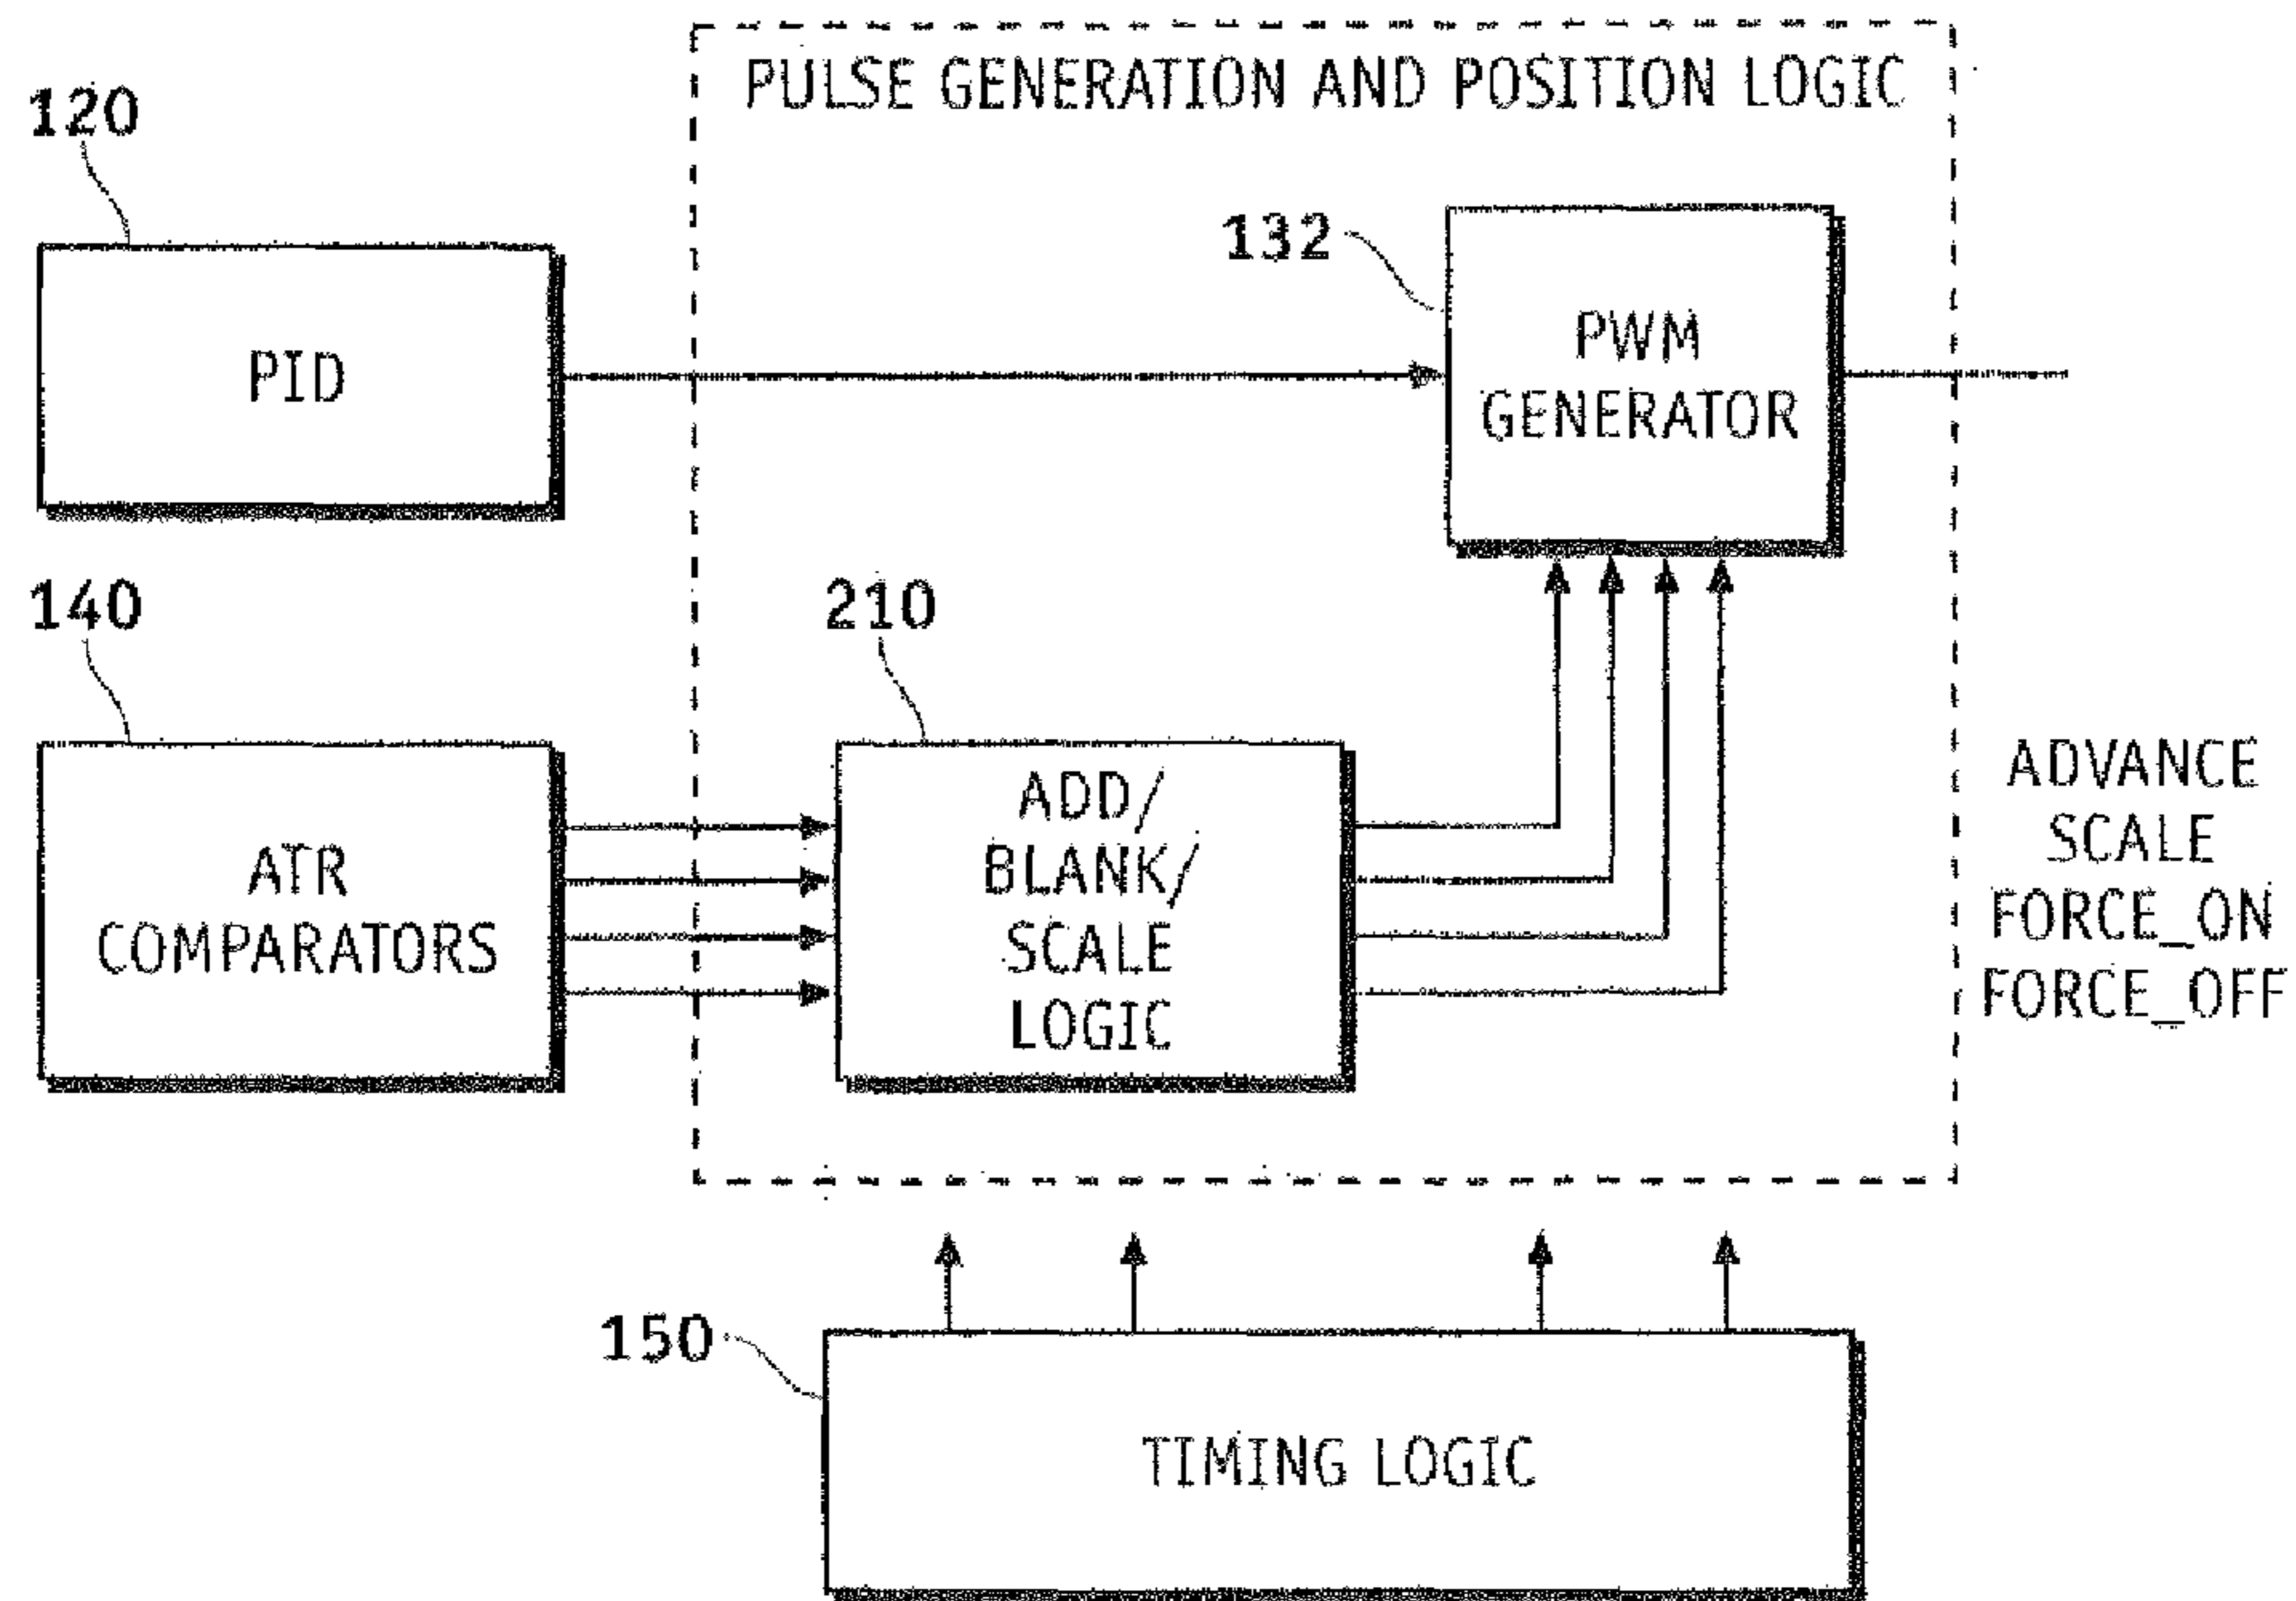 PULSE GENERATION AND POSITION LOGIC
120
132
PID
PWM
GENERATOR
140
210
ATR
COMPARATORS
ADD/
BLANK/
SCALE
LOGIC
ADVANCE
SCALE
FORCE_ON
FORCE_OFF
150
TIMING LOGIC